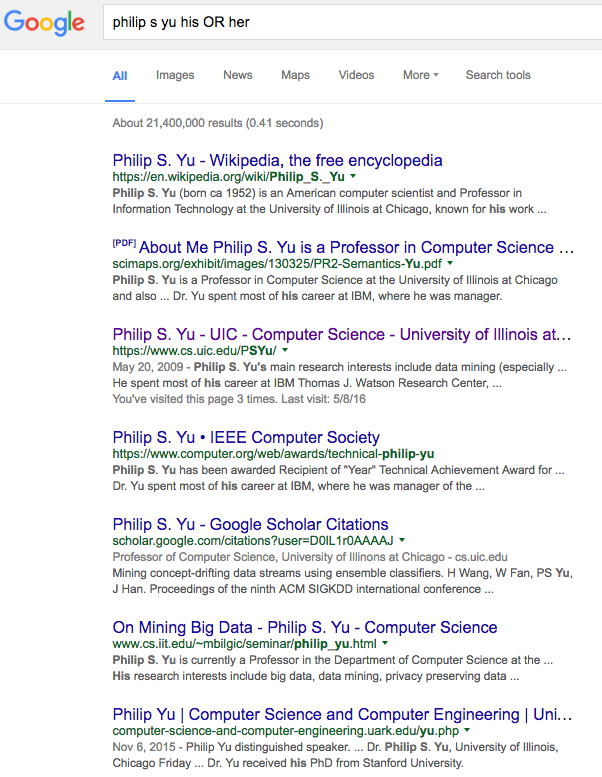 Google
philip s yu his OR her
All Images News Maps Videos More Search tools
About 21,400,000 results (0.41 seconds)
Philip S. Yu - Wikipedia, the free encyclopedia
https://en.wikipedia.org/wiki/Philip_S._Yu
Philip S. Yu (born ca 1952) is an American computer scientist and Professor in
Information Technology at the University of Illinois at Chicago, known for his work ...
[PDF] About Me Philip S. Yu is a Professor in Computer Science ...
scimaps.org/exhibit/images/130325/PR2-Semantics-Yu.pdf
Philip S. Yu is a Professor in Computer Science at the University of Illinois at Chicago
and also ... Dr. Yu spent most of his career at IBM, where he was manager.
Philip S. Yu - UIC - Computer Science - University of Illinois at...
https://www.cs.uic.edu/PSYu/
May 20, 2009 - Philip S. Yu's main research interests include data mining (especially ...
He spent most of his career at IBM Thomas J. Watson Research Center, ...
You've visited this page 3 times. Last visit: 5/8/16
Philip S. Yu • IEEE Computer Society
https://www.computer.org/web/awards/technical-philip-yu
Philip S. Yu has been awarded Recipient of "Year" Technical Achievement Award for ...
Dr. Yu spent most of his career at IBM, where he was manager of the ...
Philip S. Yu - Google Scholar Citations
scholar.google.com/citations?user=D0lL1r0AAAAJ
Professor of Computer Science, University of Illinons at Chicago - cs.uic.edu
Mining concept-drifting data streams using ensemble classifiers. H Wang, W Fan, PS Yu,
J Han. Proceedings of the ninth ACM SIGKDD international conference ...
On Mining Big Data - Philip S. Yu - Computer Science
www.cs.iit.edu/~mbilgic/seminar/philip_yu.html
Philip S. Yu is currently a Professor in the Department of Computer Science at the ...
His research interests include big data, data mining, privacy preserving data ...
Philip Yu | Computer Science and Computer Engineering | Uni...
computer-science-and-computer-engineering.uark.edu/yu.php
Nov 6, 2015 - Philip Yu distinguished speaker. ... Dr. Philip S. Yu, University of Illinois,
Chicago Friday ... Dr. Yu received his PhD from Stanford University.